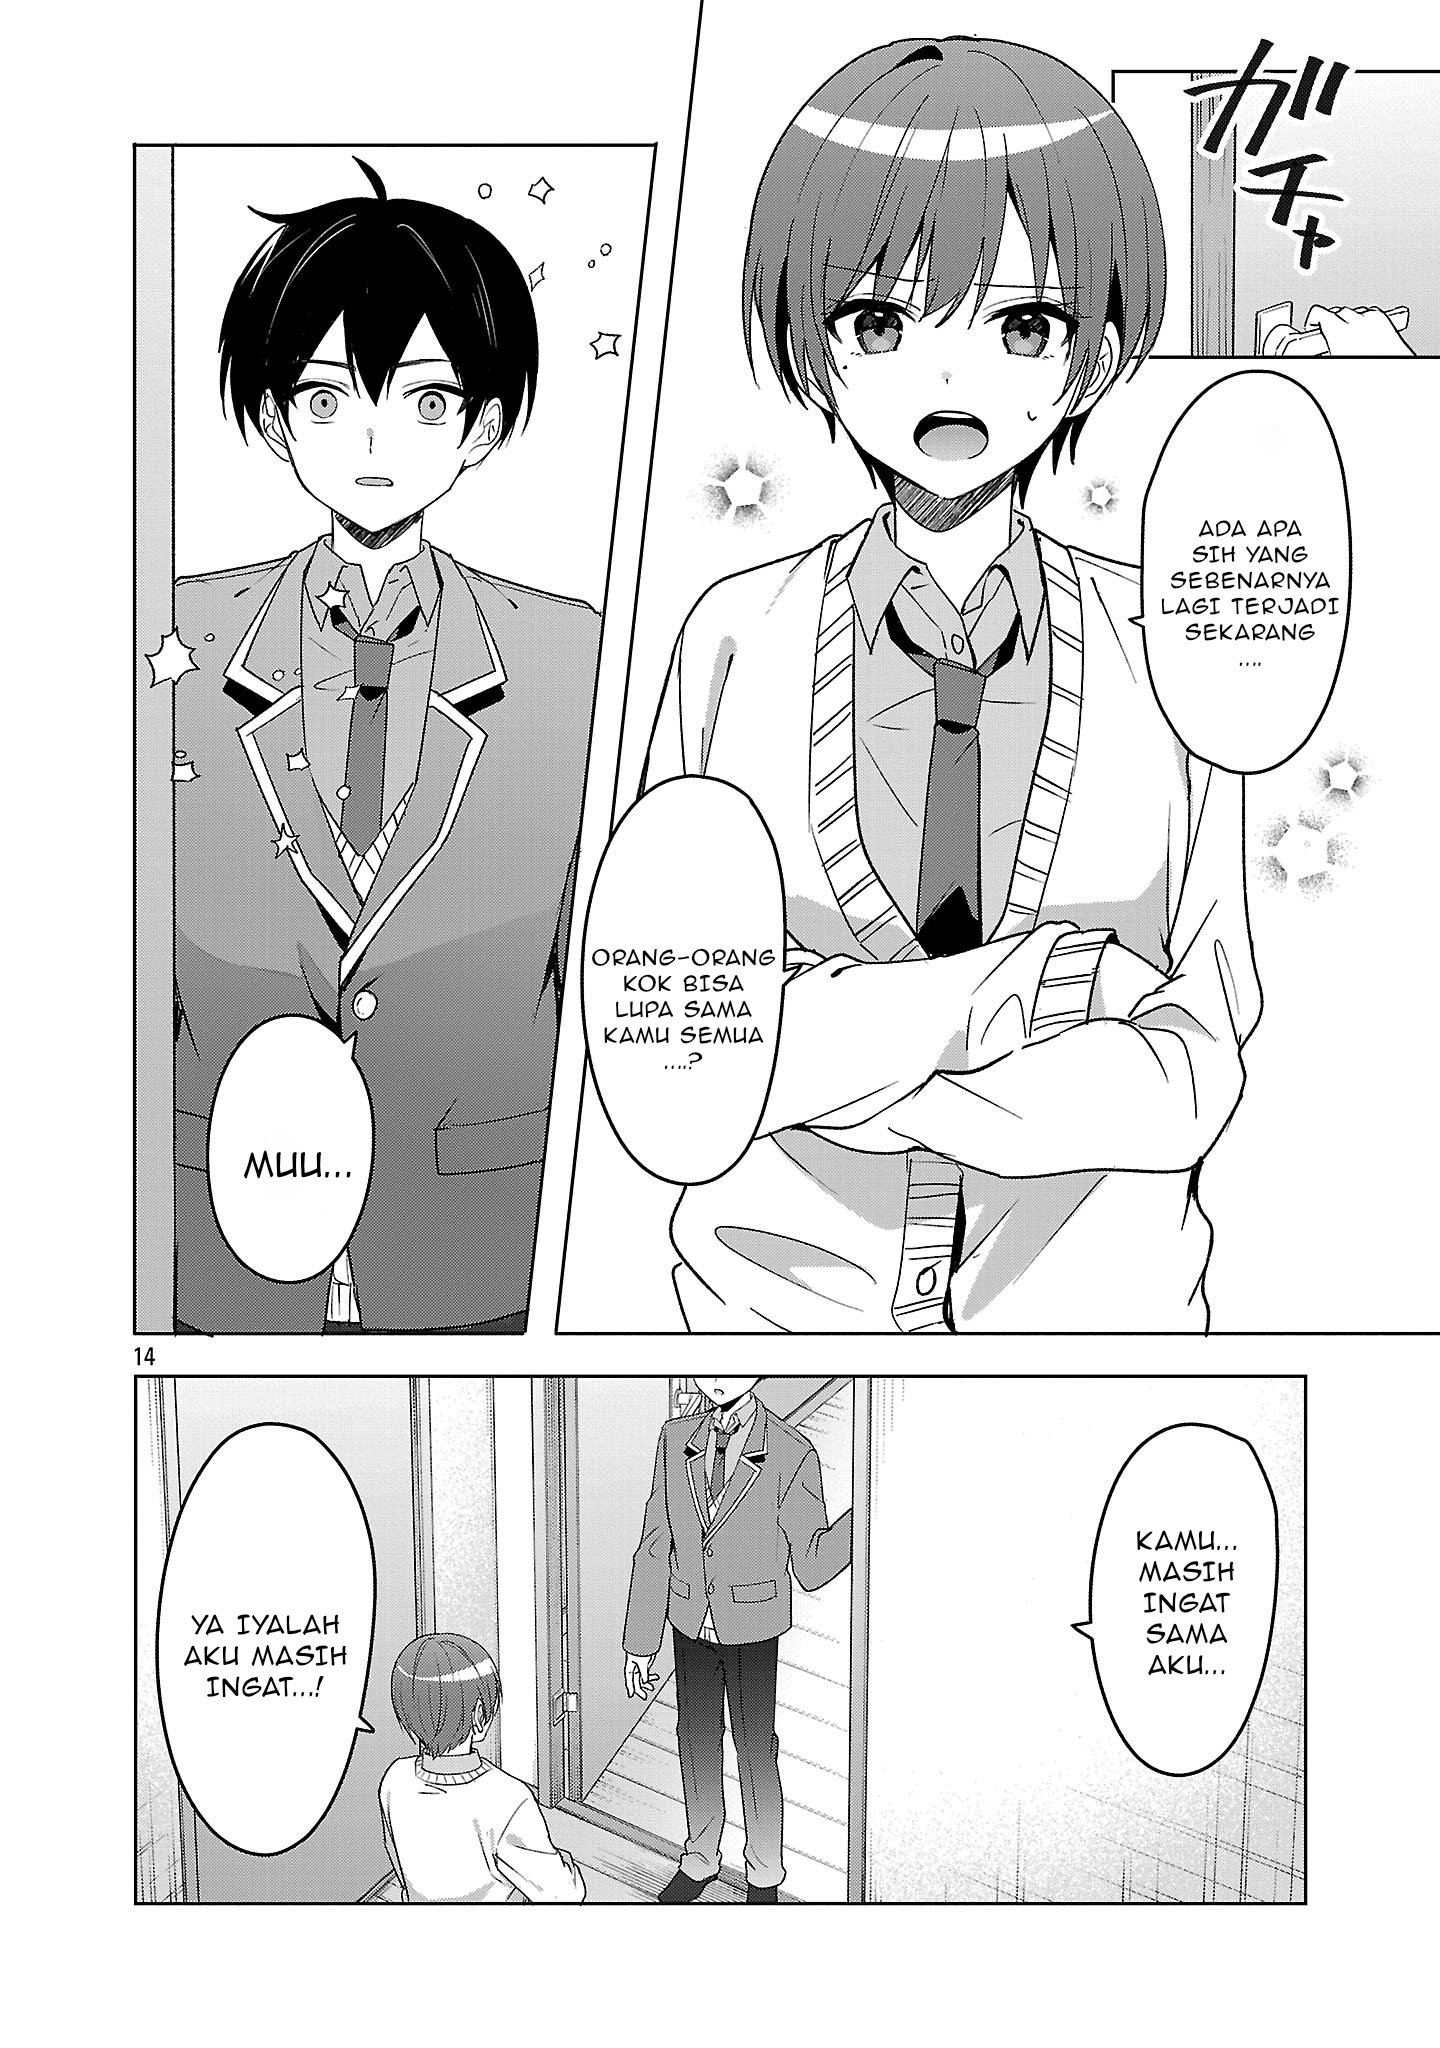 ガチャ
ADA APA
SIH YANG
SEBENARNYA
LAGI TERJADI
SEKARANG
....
ORANG-ORANG
KOK BISA
LUPA SAMA
KAMU SEMUA
....?
MUU...
14
KAMU...
MASIH
INGAT
SAMA
AKU...
YA IYALAH
AKU MASIH
INGAT...!